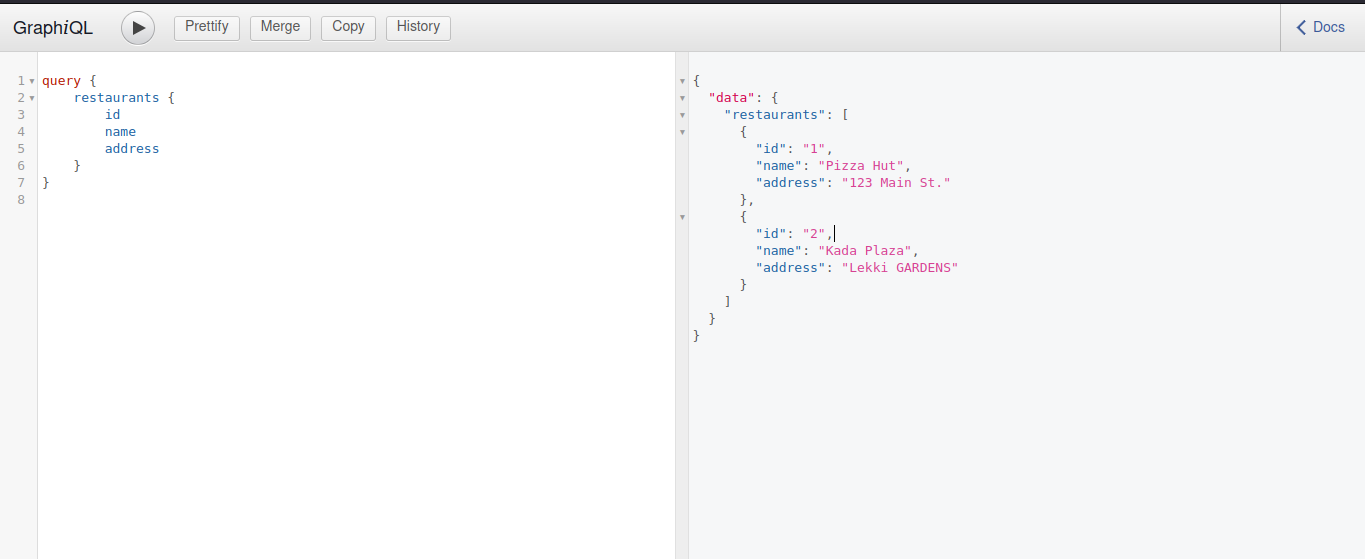 GraphiQL Prettify Merge Copy History Docs
1 query {
2     restaurants {
3         id
4         name
5         address
6     }
7 }
8
{
  "data": {
    "restaurants": [
      {
        "id": "1",
        "name": "Pizza Hut",
        "address": "123 Main St."
      },
      {
        "id": "2",
        "name": "Kada Plaza",
        "address": "Lekki GARDENS"
      }
    ]
  }
}